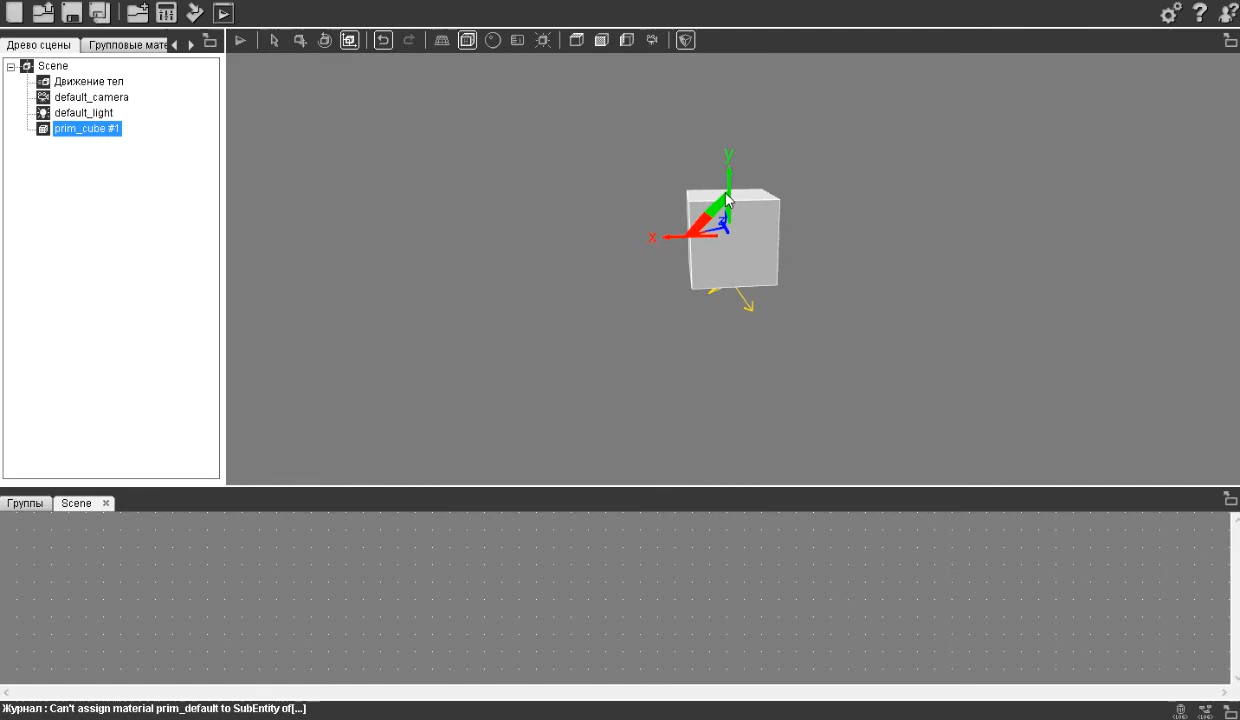 Древо сцены Групповые мате
Scene
Движение тел
default_camera
default_light
prim_cube #1
y
x
z
Группы Scene
Журнал : Can't assign material prim_default to SubEntity of[...]